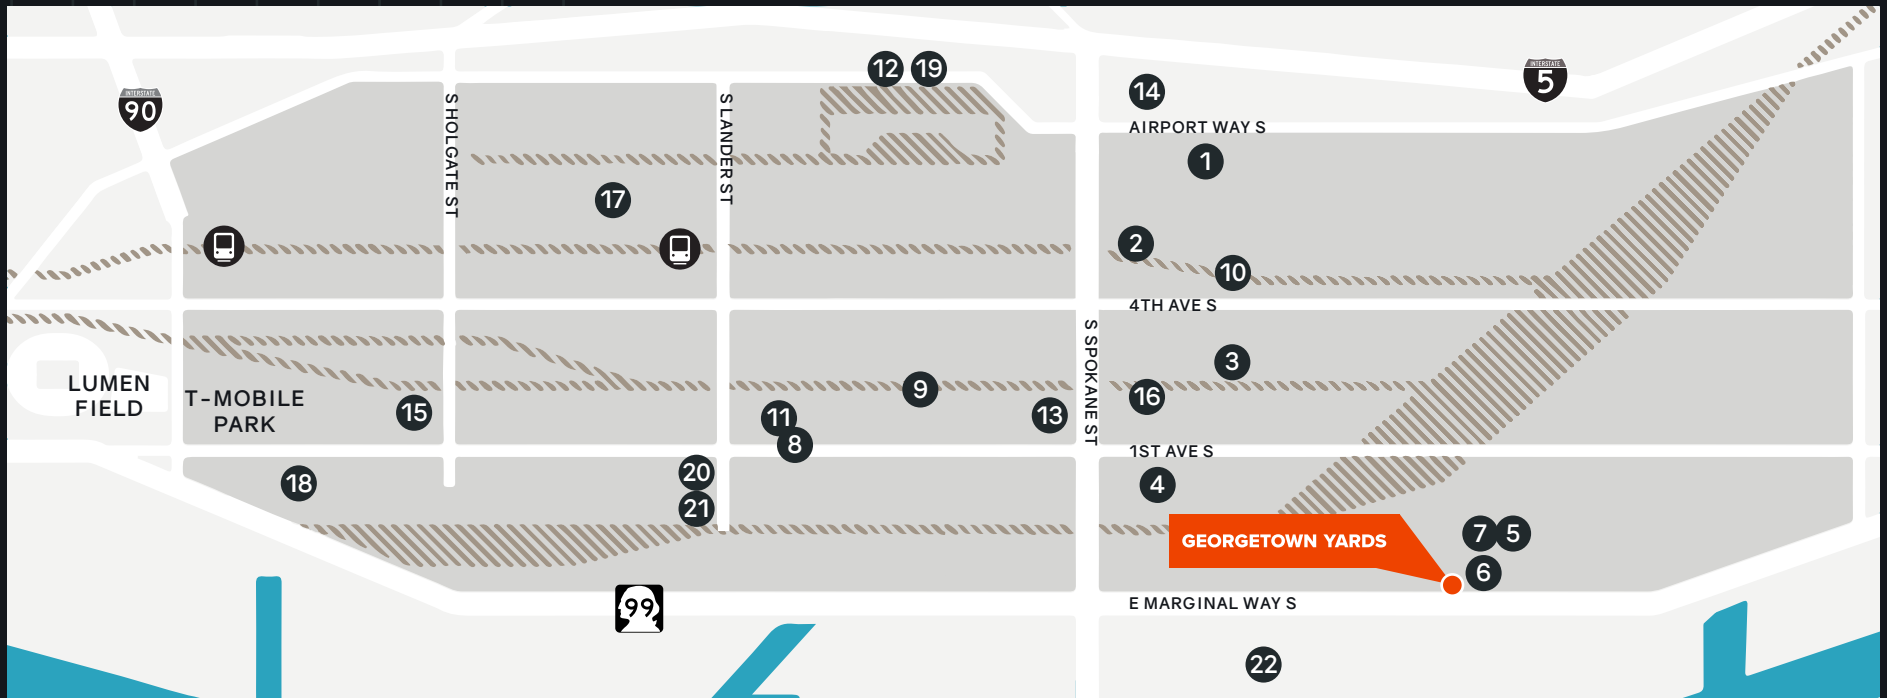 12
19
INTERSTATE
5
14
INTERSTATE
90
S HOLGATE ST
S LANDER ST
AIRPORT WAY S
1
17
2
10
4TH AVE S
S SPOKANE ST
3
LUMEN
FIELD
T-MOBILE
PARK
15
11
8
9
13
16
1ST AVE S
18
20
21
4
GEORGETOWN YARDS
7
5
6
99
E MARGINAL WAY S
22